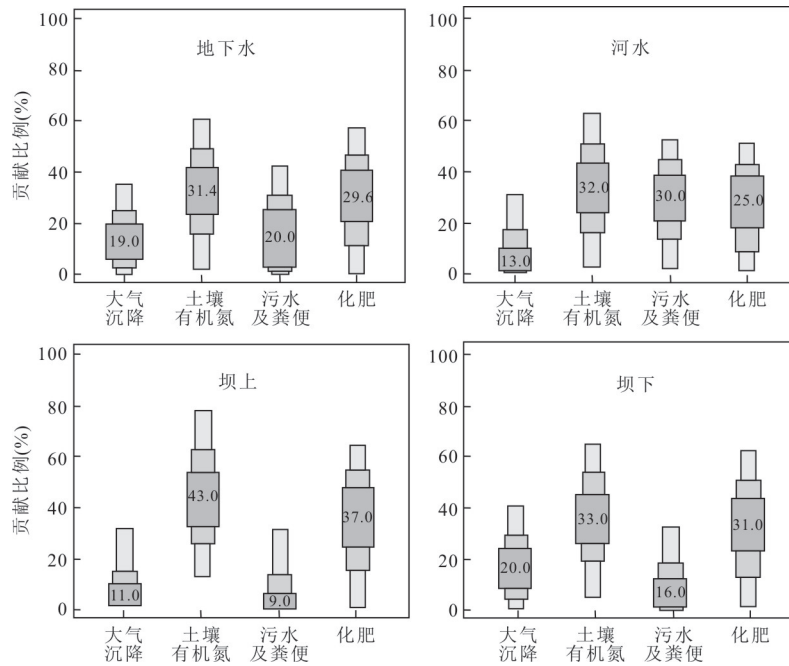 100
80
60
40
20
0
贡献比例(%)
地下水
19.0
31.4
20.0
29.6
大气
沉降
土壤
有机氮
污水
及粪便
化肥
100
80
60
40
20
0
河水
13.0
32.0
30.0
25.0
大气
沉降
土壤
有机氮
污水
及粪便
化肥
100
80
60
40
20
0
贡献比例(%)
坝上
11.0
43.0
9.0
37.0
大气
沉降
土壤
有机氮
污水
及粪便
化肥
100
80
60
40
20
0
坝下
20.0
33.0
16.0
31.0
大气
沉降
土壤
有机氮
污水
及粪便
化肥